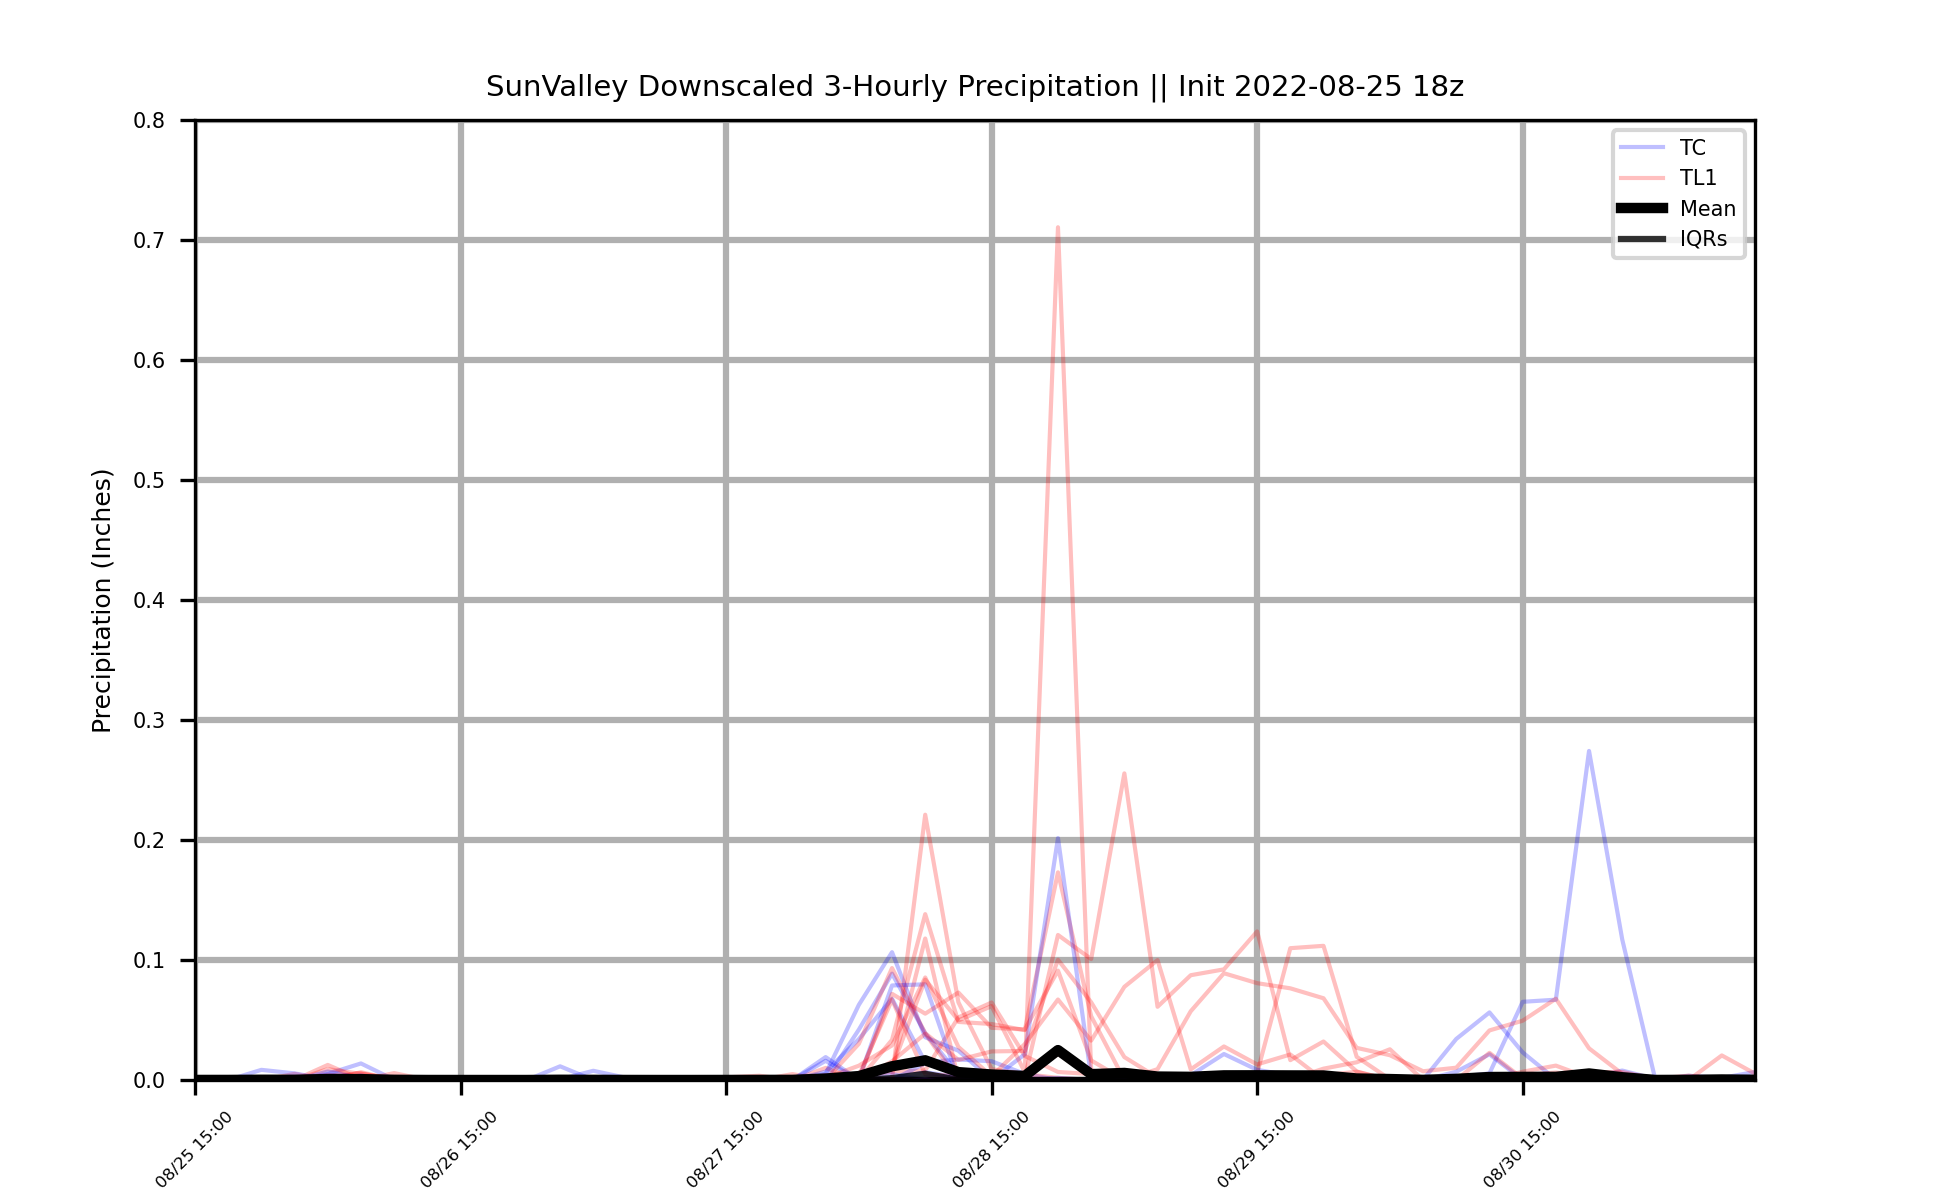 SunValley Downscaled 3-Hourly Precipitation || Init 2022-08-25 18z
TC
TL1
Mean
IQRs
Precipitation (Inches)
0.8
0.7
0.6
0.5
0.4
0.3
0.2
0.1
0.0
08/25 15:00
08/26 15:00
08/27 15:00
08/28 15:00
08/29 15:00
08/30 15:00